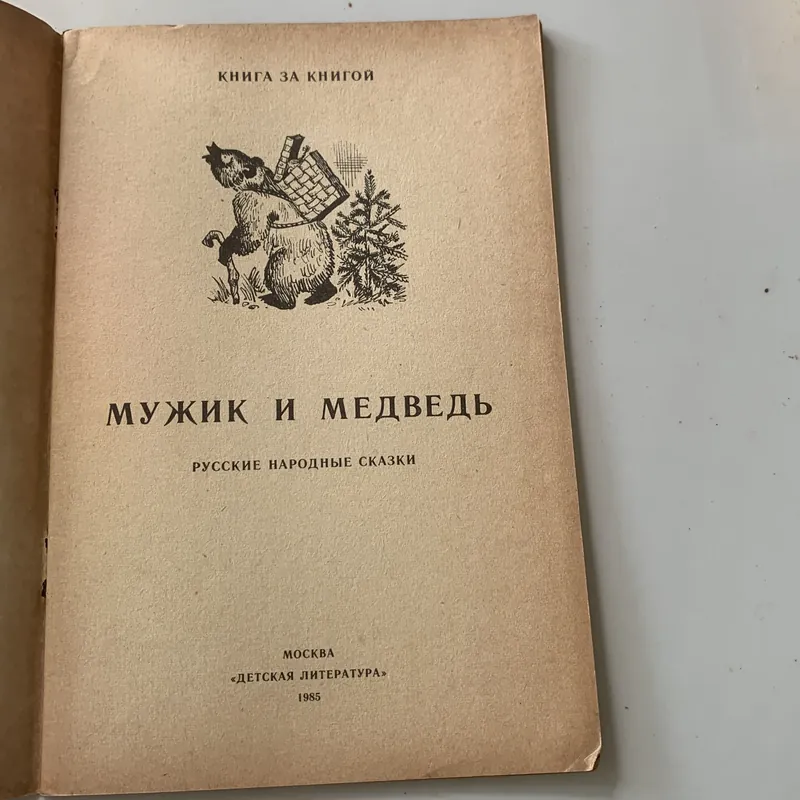 КНИГА ЗА КНИГОЙ
МУЖИК И МЕДВЕДЬ
РУССКИЕ НАРОДНЫЕ СКАЗКИ
МОСКВА
«ДЕТСКАЯ ЛИТЕРАТУРА»
1985